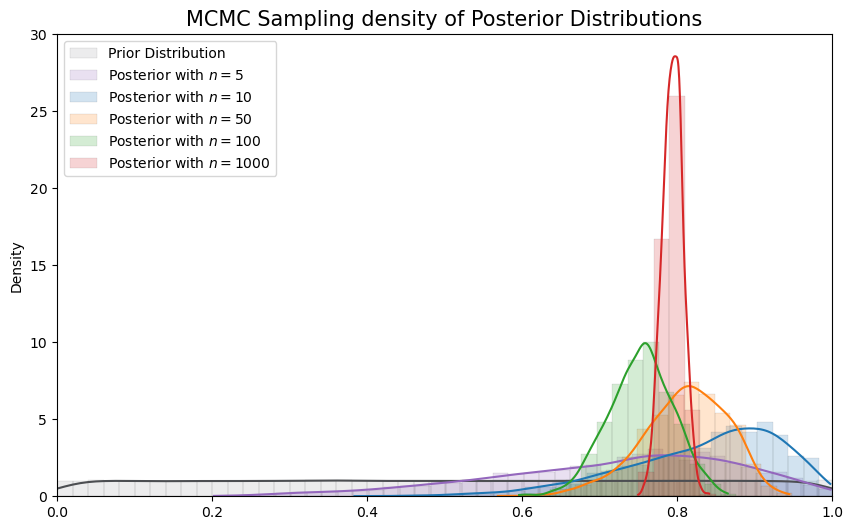 MCMC Sampling density of Posterior Distributions
Prior Distribution
Posterior with n = 5
Posterior with n = 10
Posterior with n = 50
Posterior with n = 100
Posterior with n = 1000
Density
30
25
20
15
10
5
0
0.0 0.2 0.4 0.6 0.8 1.0